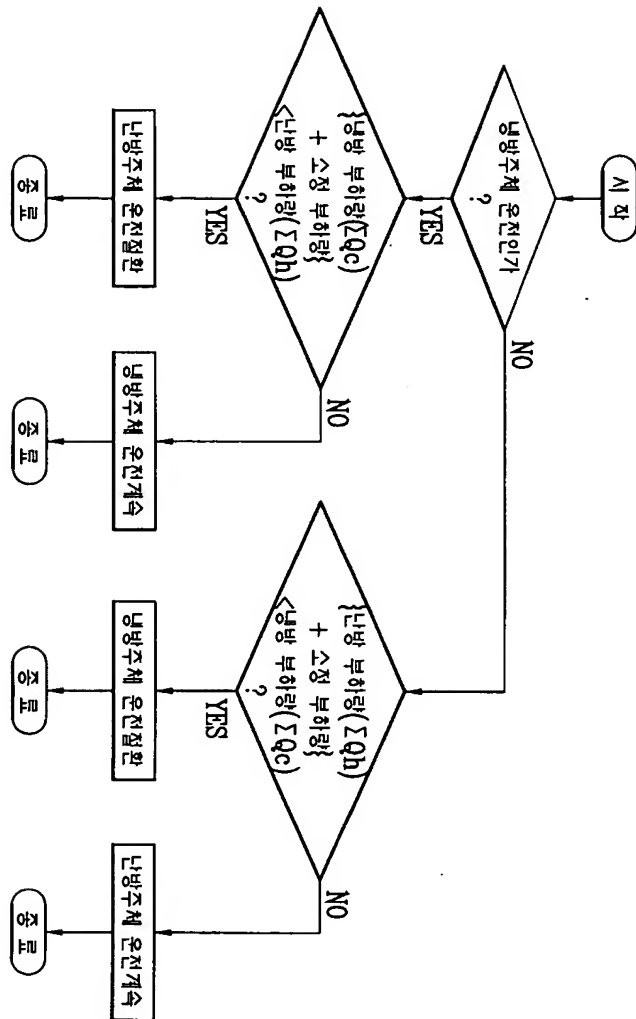 시 작
냉방주체 운전인가
?
YES
NO
{냉방 부하량(ΣQc)
+ 소정 부하량}
<난방 부하량(ΣQh)
?
YES
NO
{난방 부하량(ΣQh)
+ 소정 부하량}
<냉방 부하량(ΣQc)
?
YES
NO
난방주체 운전절환
냉방주체 운전계속
냉방주체 운전절환
난방주체 운전계속
종 료
종 료
종 료
종 료